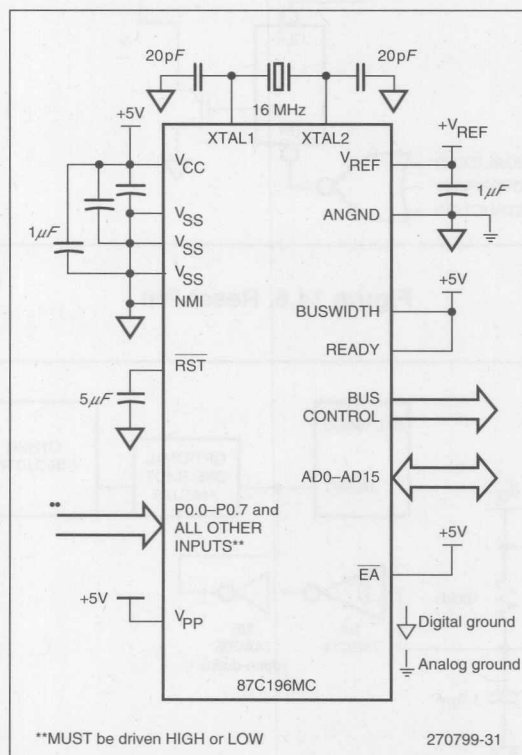 20pF
20pF
16 MHz
+5V
XTAL1
XTAL2
+VREF
VCC
VREF
1μF
ANGND
VSS
1μF
VSS
VSS
+5V
NMI
BUSWIDTH
READY
RST
5μF
BUS
CONTROL
AD0–AD15
**
P0.0–P0.7 and
ALL OTHER
INPUTS**
+5V
EA
+5V
VPP
Digital ground
Analog ground
87C196MC
**MUST be driven HIGH or LOW
270799-31